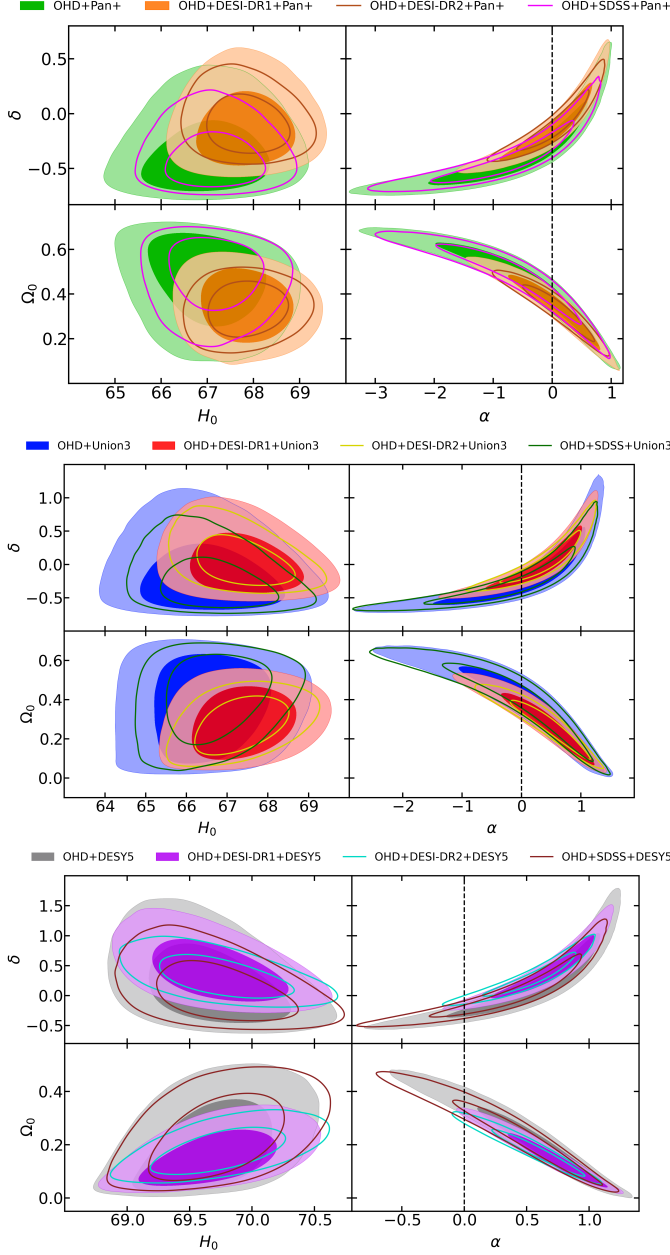 OHD+Pan+ OHD+DESI-DR1+Pan+ OHD+DESI-DR2+Pan+ OHD+SDSS+Pan+
0.5
0.0
δ
−0.5
0.6
0.4
Ω₀
0.2
65 66 67 68 69 −3 −2 −1 0 1
H₀ α
OHD+Union3 OHD+DESI-DR1+Union3 OHD+DESI-DR2+Union3 OHD+SDSS+Union3
1.0
0.5
δ
0.0
−0.5
0.6
0.4
Ω₀
0.2
0.0
64 65 66 67 68 69 −2 −1 0 1
H₀ α
OHD+DESY5 OHD+DESI-DR1+DESY5 OHD+DESI-DR2+DESY5 OHD+SDSS+DESY5
1.5
1.0
δ
0.5
0.0
−0.5
0.4
Ω₀
0.2
0.0
69.0 69.5 70.0 70.5 −0.5 0.0 0.5 1.0
H₀ α